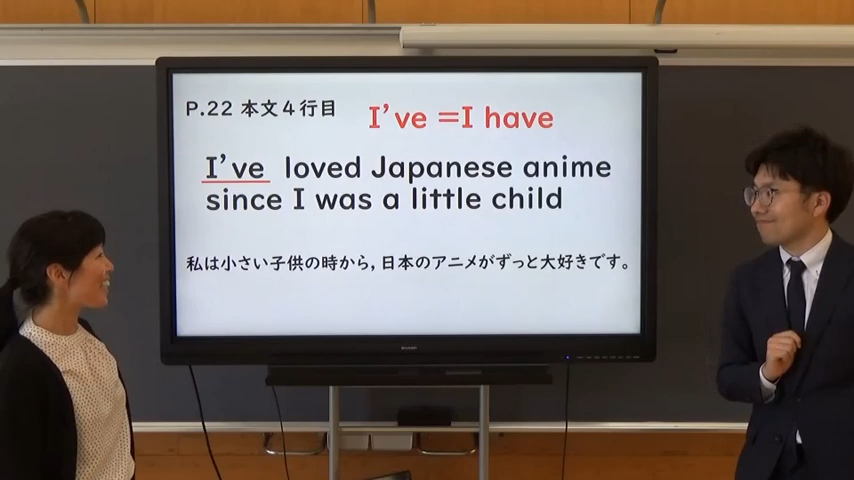 P.22 本文4行目
I've =I have
I've loved Japanese anime
since I was a little child
私は小さい子供の時から,日本のアニメがずっと大好きです。
SHARP